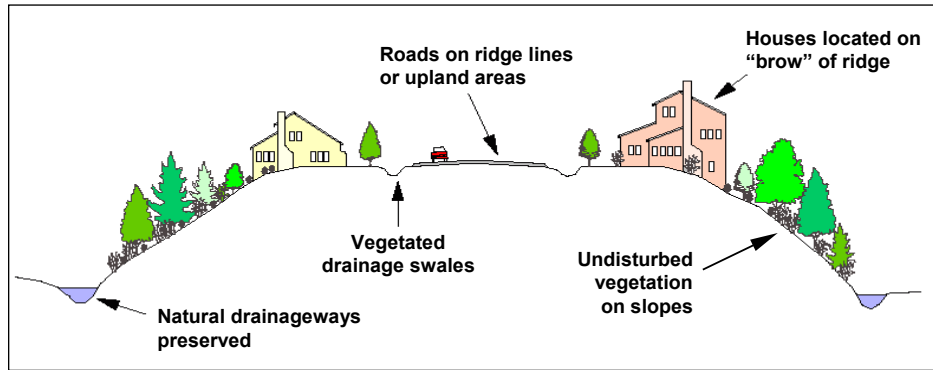 Roads on ridge lines
or upland areas
Houses located on
“brow” of ridge
Vegetated
drainage swales
Undisturbed
vegetation
on slopes
Natural drainageways
preserved